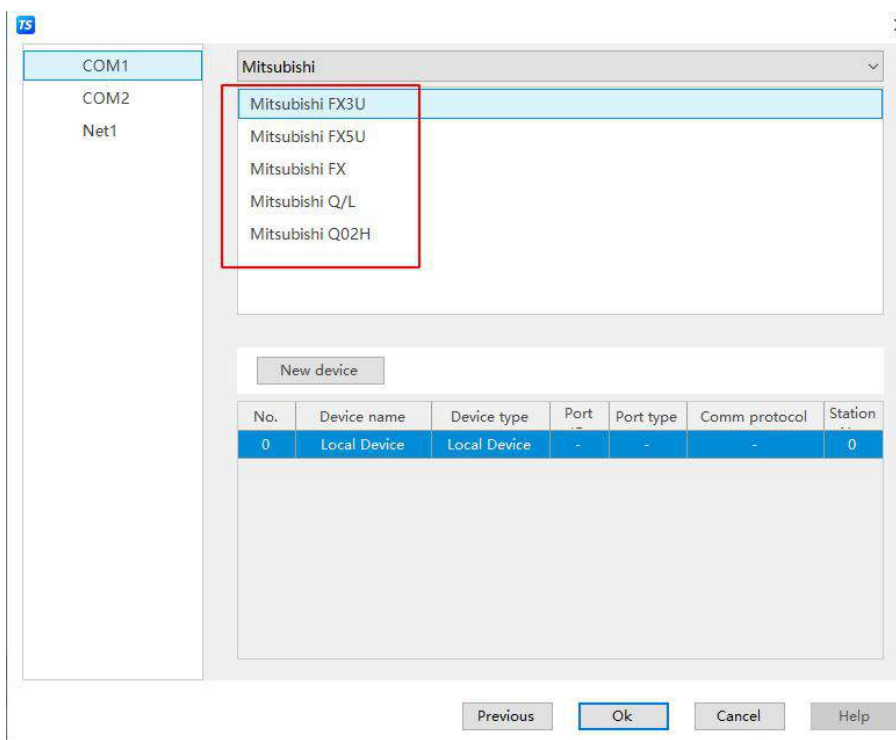 TS
COM1
COM2
Net1
Mitsubishi
Mitsubishi FX3U
Mitsubishi FX5U
Mitsubishi FX
Mitsubishi Q/L
Mitsubishi Q02H
New device
No. Device name Device type Port Port type Comm protocol Station
0 Local Device Local Device - - - 0
Previous Ok Cancel Help